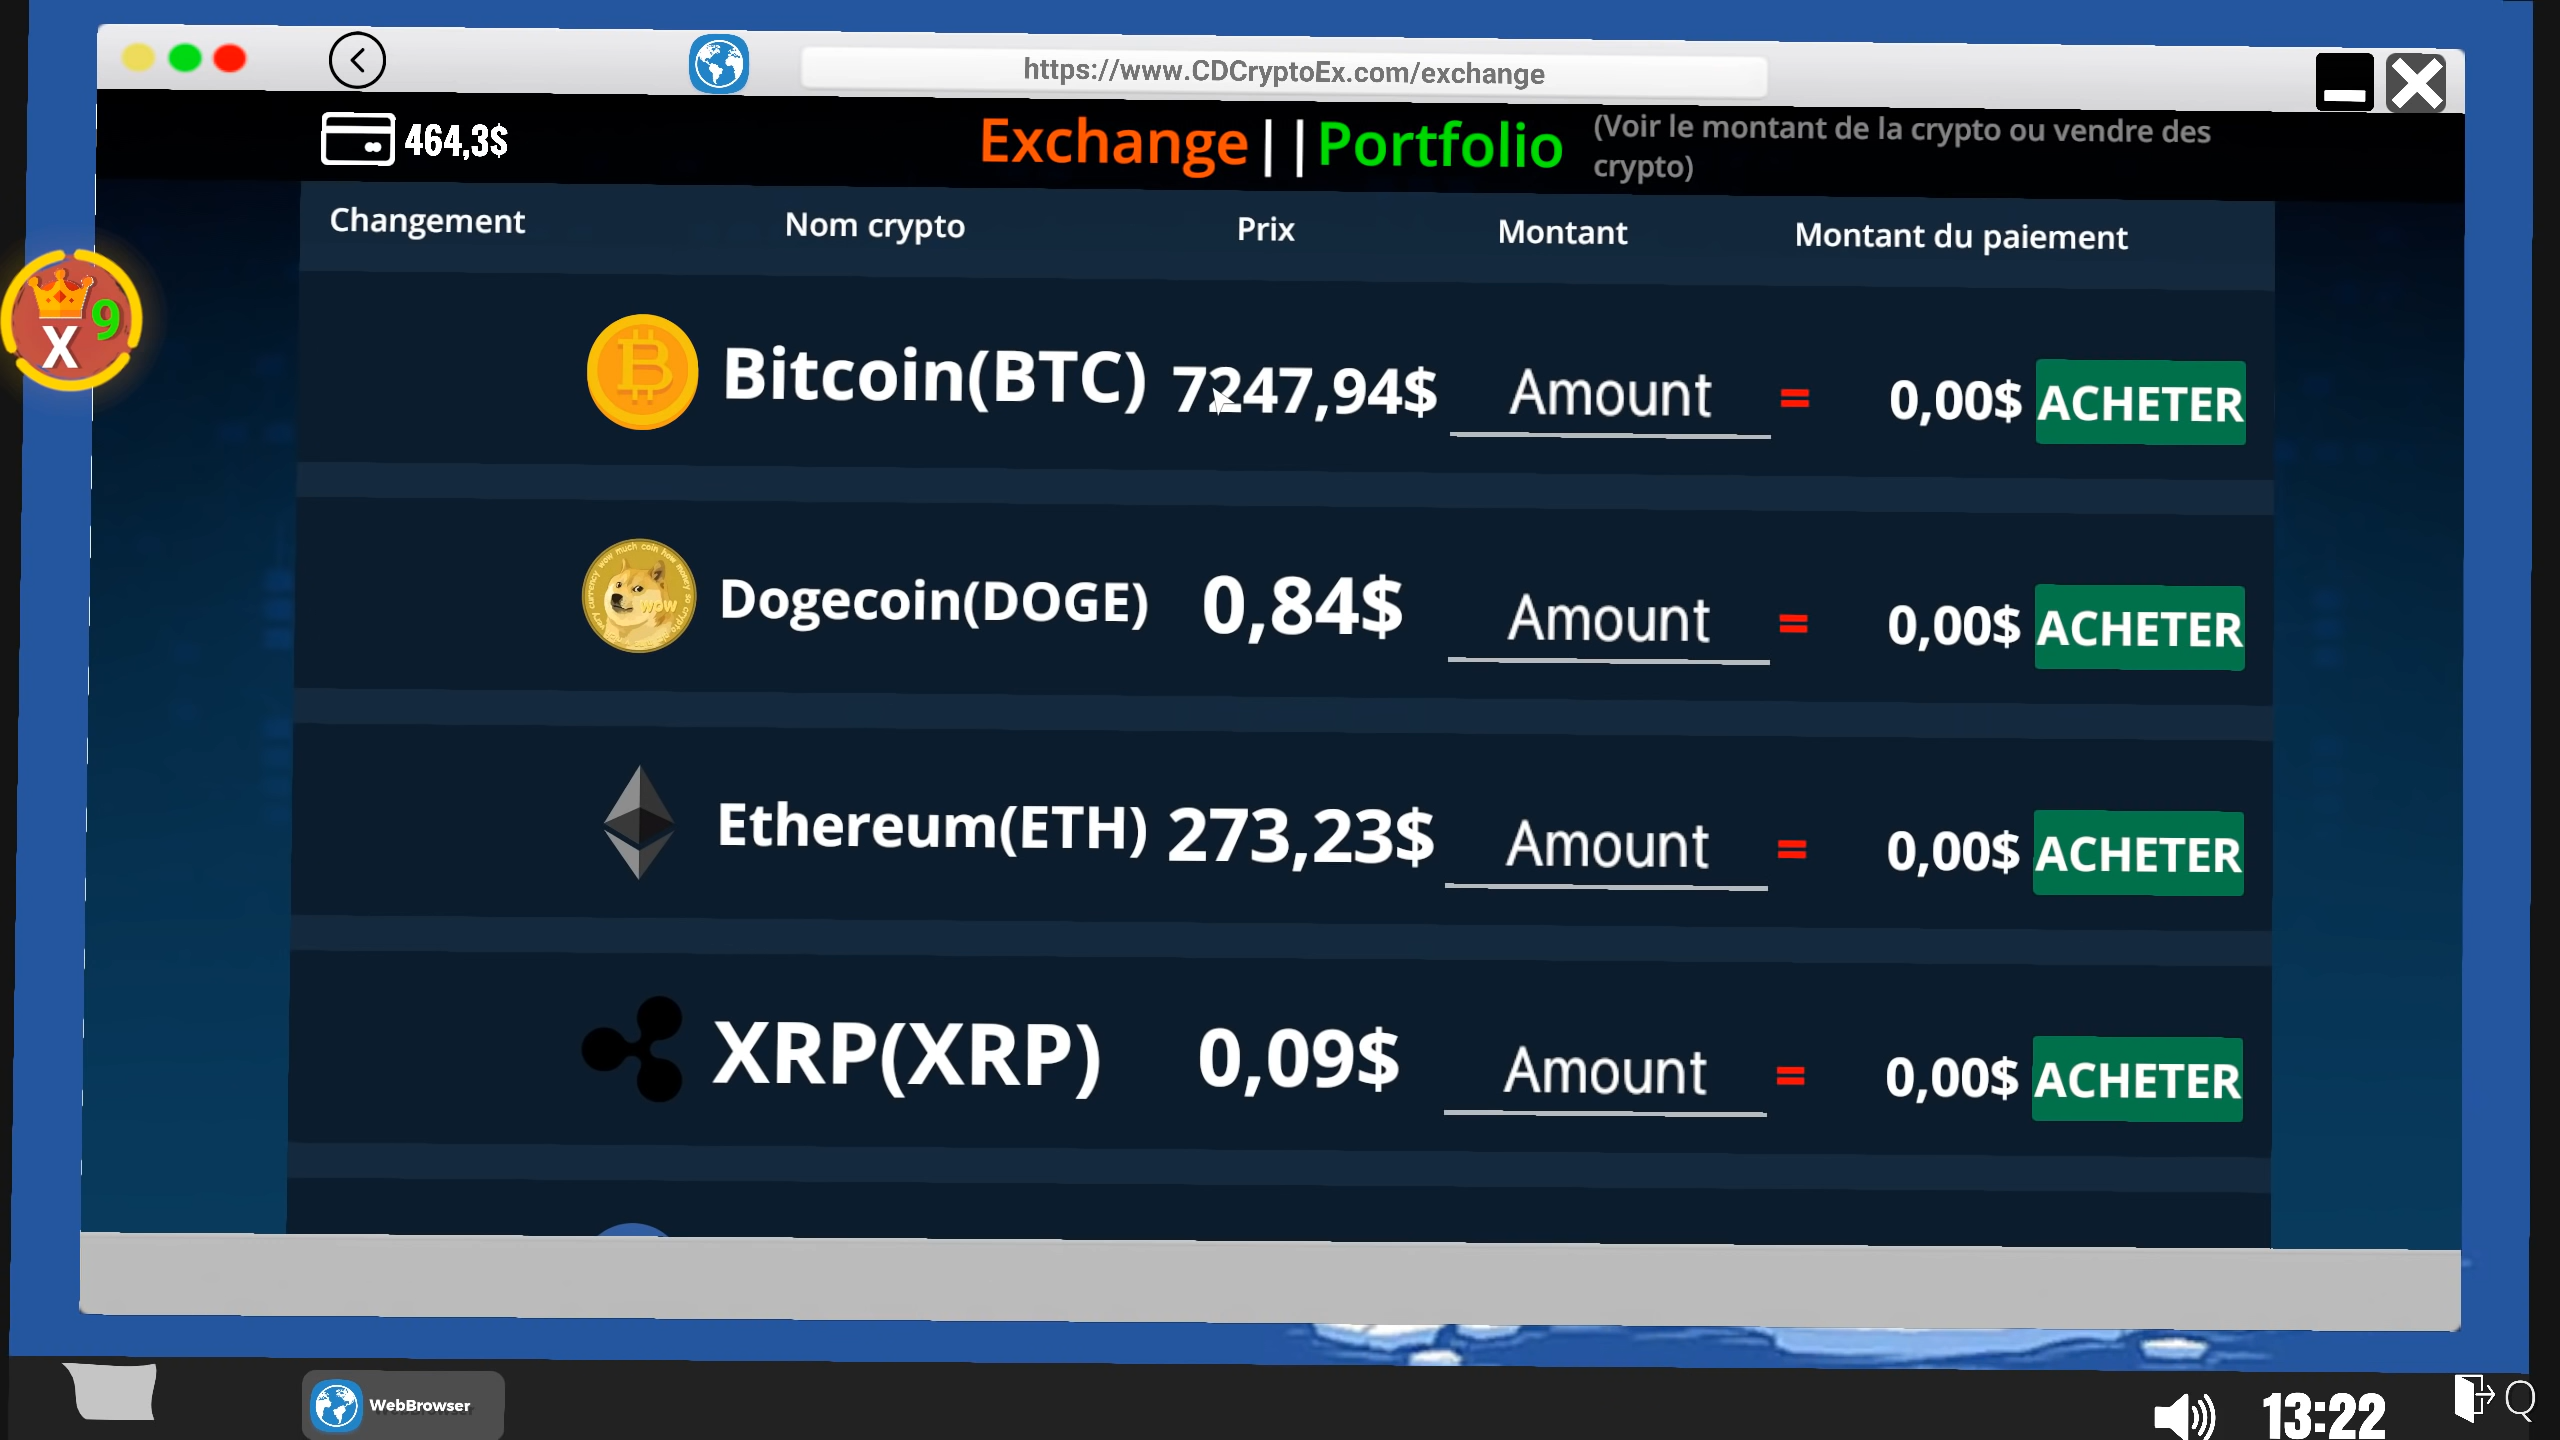 https://www.CDCryptoEx.com/exchange
464,3$
Exchange||Portfolio
(Voir le montant de la crypto ou vendre des
crypto)
Changement Nom crypto Prix Montant Montant du paiement
X 9
Bitcoin(BTC) 7247,94$ Amount = 0,00$ ACHETER
Dogecoin(DOGE) 0,84$ Amount = 0,00$ ACHETER
Ethereum(ETH) 273,23$ Amount = 0,00$ ACHETER
XRP(XRP) 0,09$ Amount = 0,00$ ACHETER
WebBrowser
13:22
Q